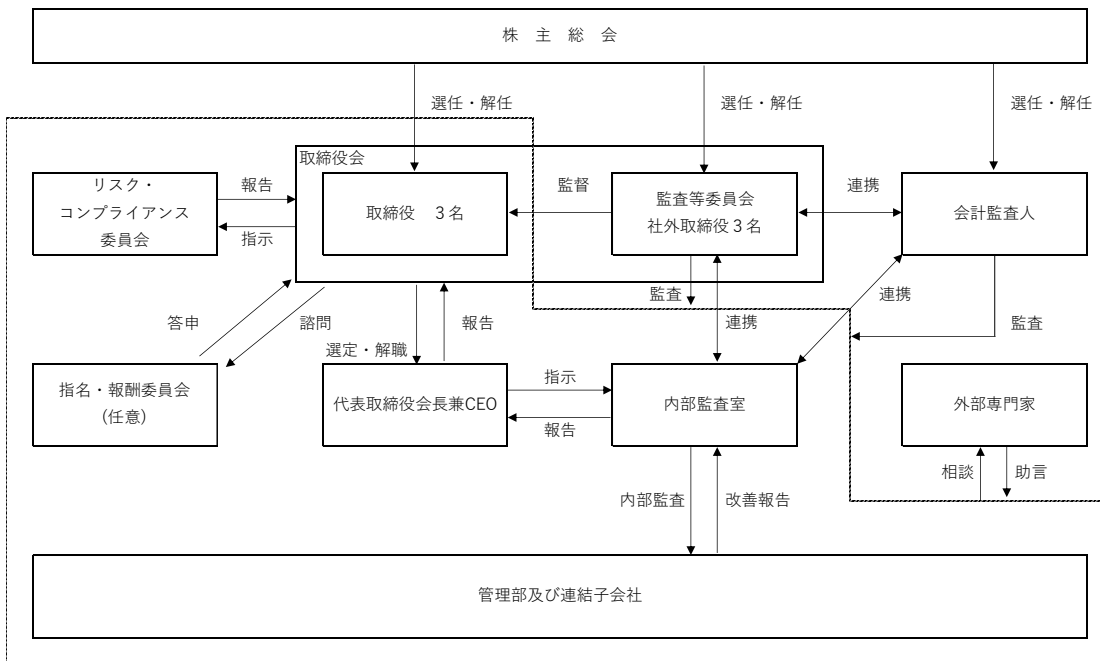 株　主　総　会
選任・解任
選任・解任
選任・解任
取締役会
リスク・
コンプライアンス
委員会
報告
指示
取締役　３名
監督
監査等委員会
社外取締役３名
連携
会計監査人
監査
連携
連携
監査
答申
諮問
選定・解職
報告
指名・報酬委員会
(任意)
代表取締役会長兼CEO
指示
報告
内部監査室
外部専門家
相談
助言
内部監査
改善報告
管理部及び連結子会社